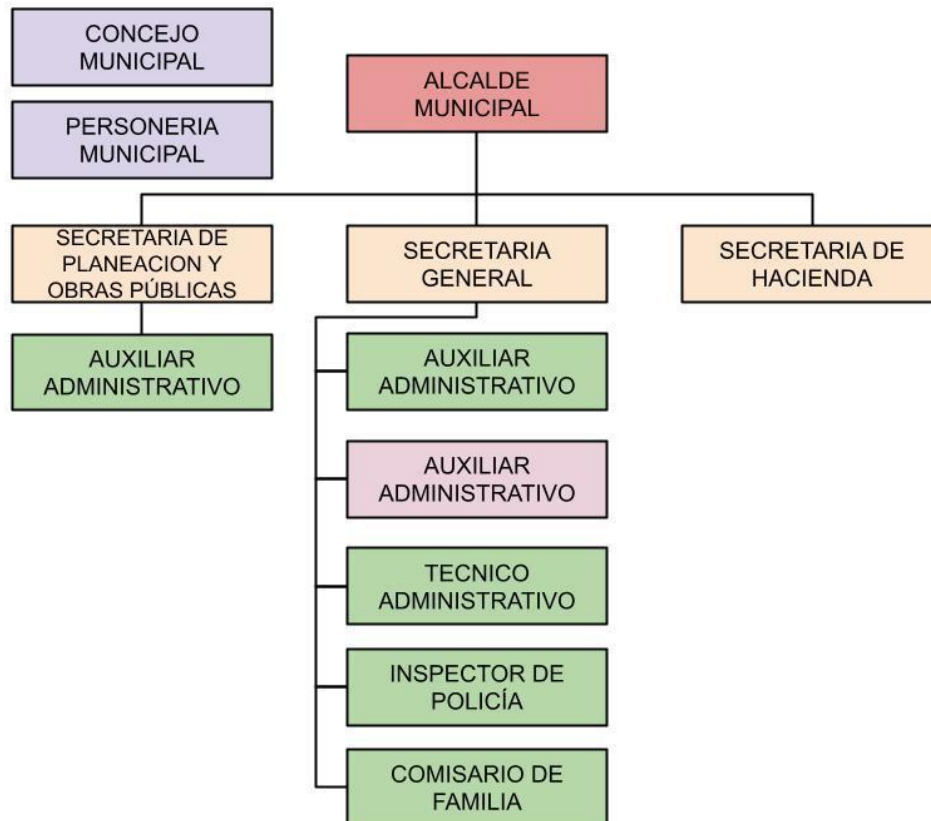 CONCEJO
MUNICIPAL
PERSONERIA
MUNICIPAL
ALCALDE
MUNICIPAL
SECRETARIA DE
PLANEACION Y
OBRAS PÚBLICAS
SECRETARIA
GENERAL
SECRETARIA DE
HACIENDA
AUXILIAR
ADMINISTRATIVO
AUXILIAR
ADMINISTRATIVO
AUXILIAR
ADMINISTRATIVO
TECNICO
ADMINISTRATIVO
INSPECTOR DE
POLICÍA
COMISARIO DE
FAMILIA